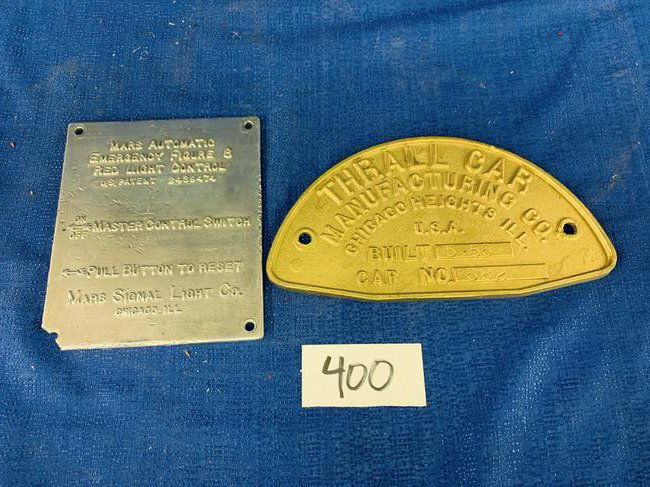 MARS AUTOMATIC
EMERGENCY FIGURE 8
RED LIGHT CONTROL
U.S. PATENT 2498474
ON
OFF MASTER CONTROL SWITCH
PULL BUTTON TO RESET
MARS SIGNAL LIGHT CO.
CHICAGO, ILL.
THRALL CAR
MANUFACTURING CO.
CHICAGO HEIGHTS ILL.
U.S.A.
BUILT
CAR NO.
400